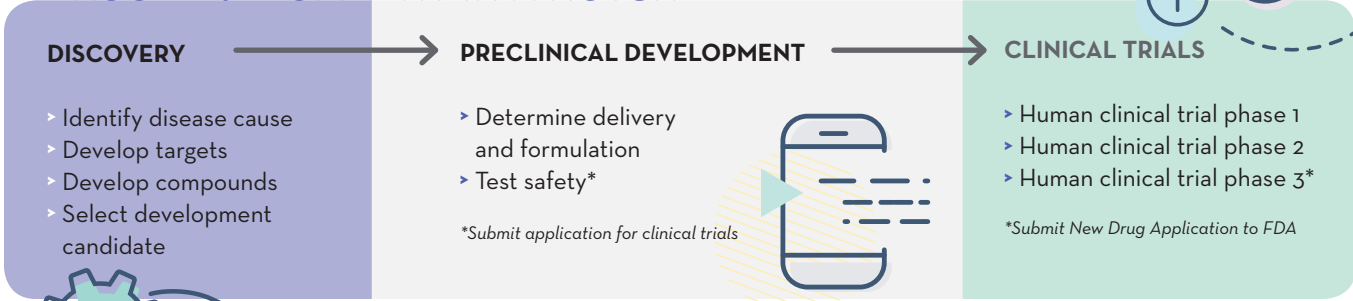 DISCOVERY
> Identify disease cause
> Develop targets
> Develop compounds
> Select development
candidate
PRECLINICAL DEVELOPMENT
> Determine delivery
and formulation
> Test safety*
*Submit application for clinical trials
CLINICAL TRIALS
> Human clinical trial phase 1
> Human clinical trial phase 2
> Human clinical trial phase 3*
*Submit New Drug Application to FDA